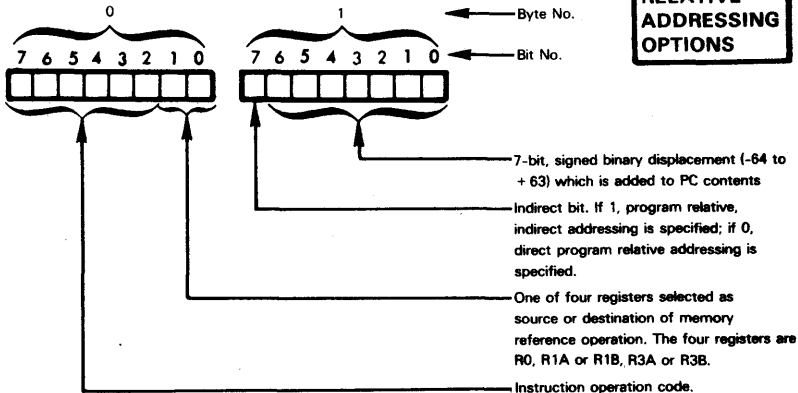 RELATIVE
ADDRESSING
OPTIONS
0 1 Byte No.
7 6 5 4 3 2 1 0 7 6 5 4 3 2 1 0 Bit No.
7-bit, signed binary displacement (-64 to
+ 63) which is added to PC contents
Indirect bit. If 1, program relative,
indirect addressing is specified; if 0,
direct program relative addressing is
specified.
One of four registers selected as
source or destination of memory
reference operation. The four registers are
R0, R1A or R1B, R3A or R3B.
Instruction operation code.